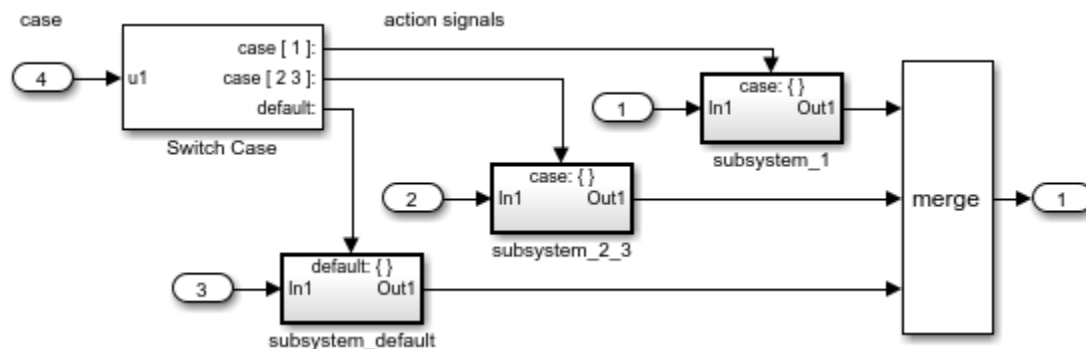 case
action signals
4
u1
case [ 1 ]:
case [ 2 3 ]:
default:
Switch Case
1
case: { }
In1
Out1
subsystem_1
2
case: { }
In1
Out1
subsystem_2_3
3
default: { }
In1
Out1
subsystem_default
merge
1